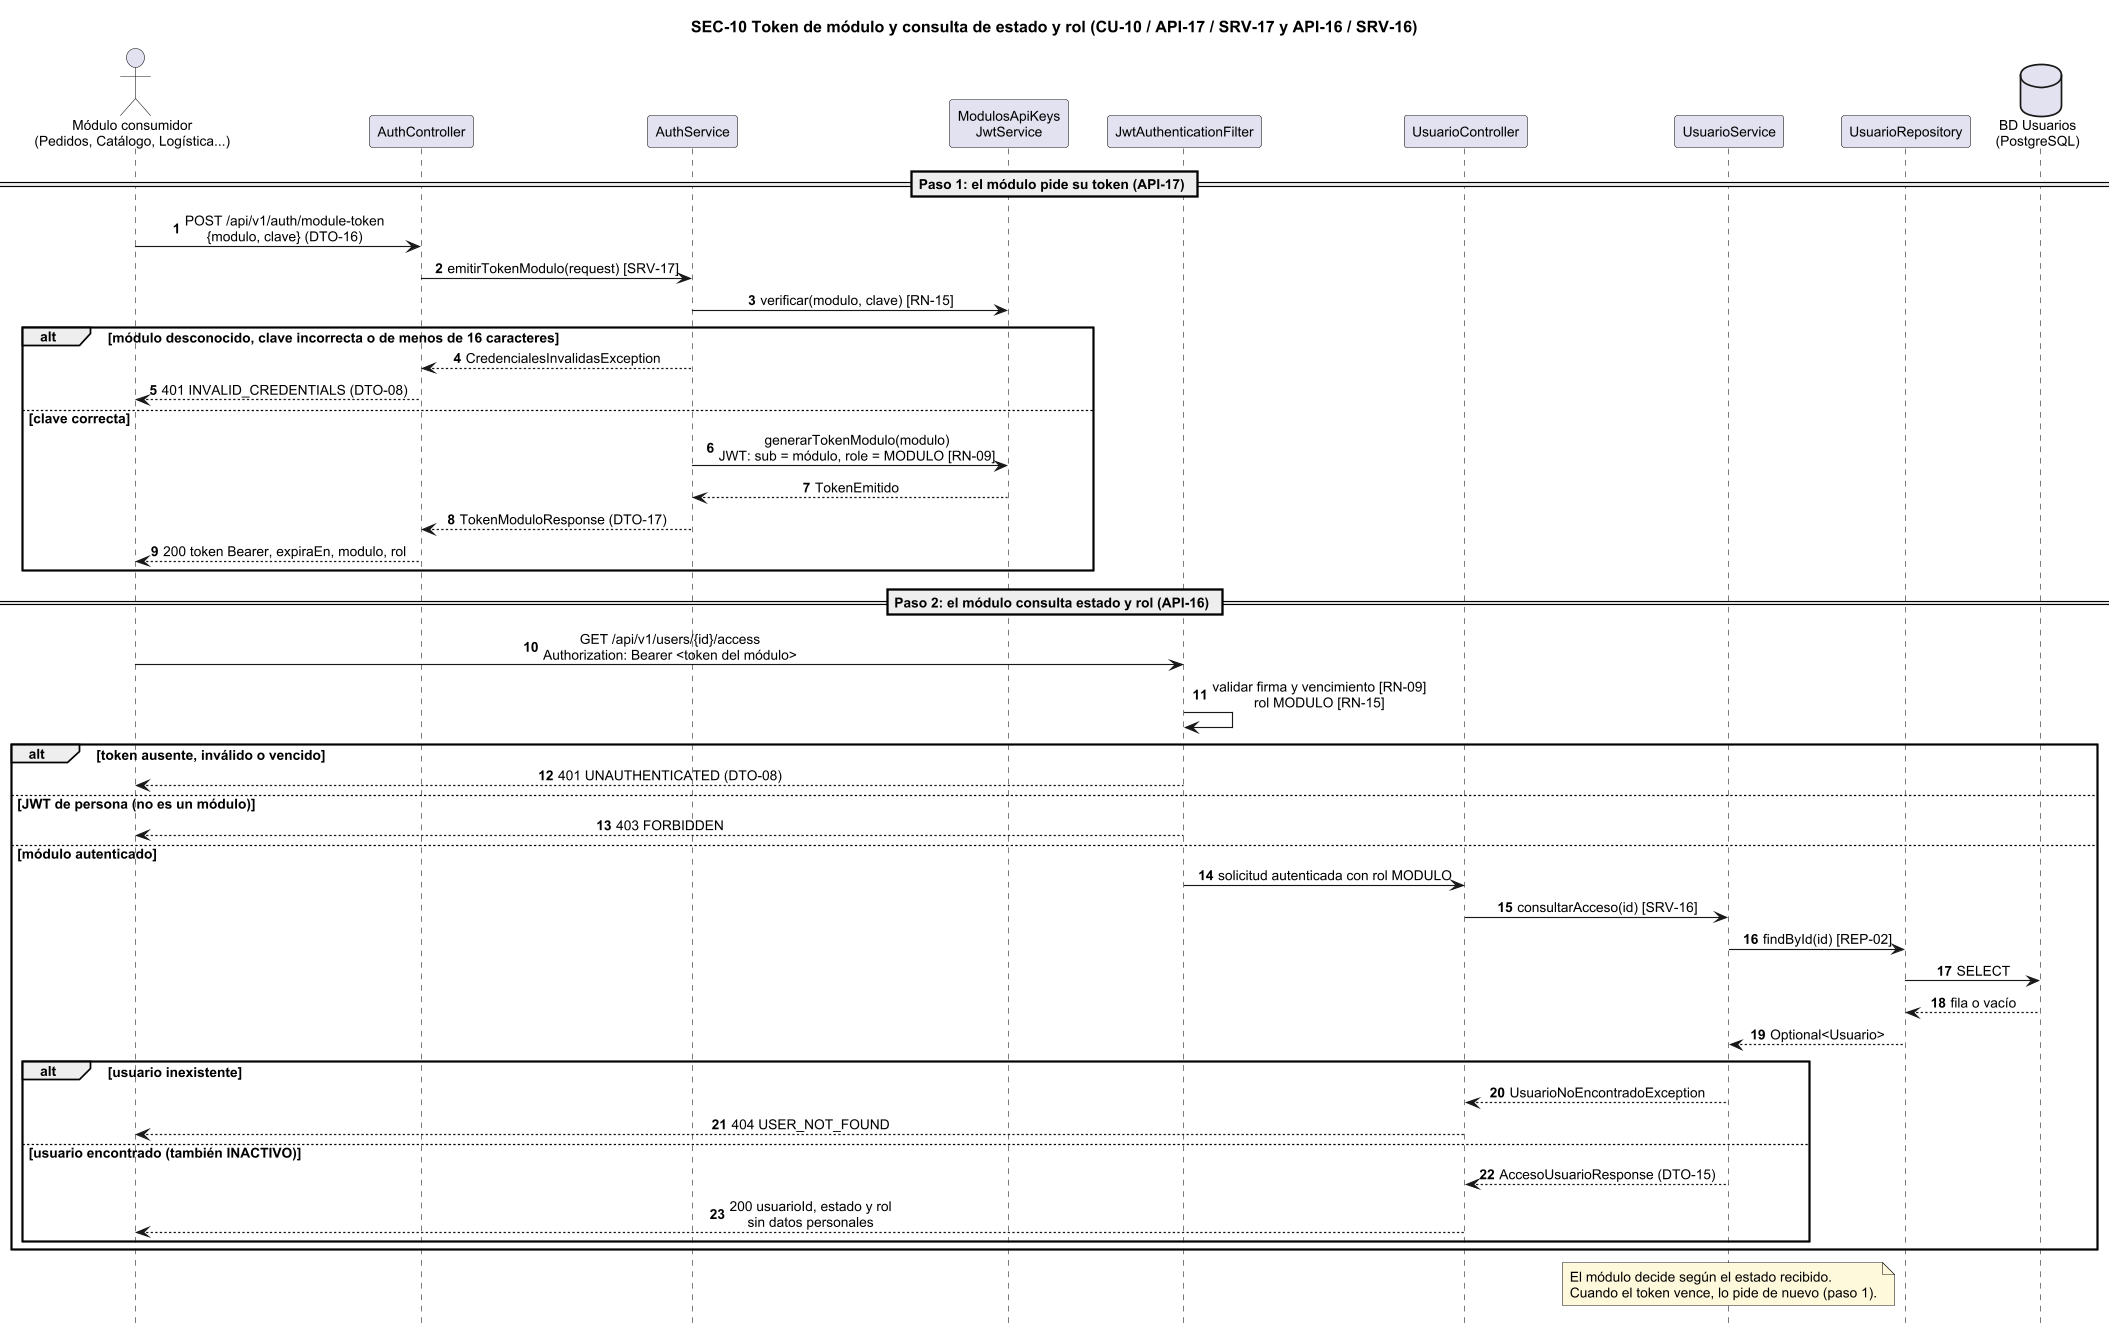 SEC-10 Token de módulo y consulta de estado y rol (CU-10 / API-17 / SRV-17 y API-16 / SRV-16)
Módulo consumidor
(Pedidos, Catálogo, Logística...)
AuthController
AuthService
ModulosApiKeys
JwtService
JwtAuthenticationFilter
UsuarioController
UsuarioService
UsuarioRepository
BD Usuarios
(PostgreSQL)
Paso 1: el módulo pide su token (API-17)
1 POST /api/v1/auth/module-token
{modulo, clave} (DTO-16)
2 emitirTokenModulo(request) [SRV-17]
3 verificar(modulo, clave) [RN-15]
alt [módulo desconocido, clave incorrecta o de menos de 16 caracteres]
4 CredencialesInvalidasException
5 401 INVALID_CREDENTIALS (DTO-08)
[clave correcta]
6 generarTokenModulo(modulo)
JWT: sub = módulo, role = MODULO [RN-09]
7 TokenEmitido
8 TokenModuloResponse (DTO-17)
9 200 token Bearer, expiraEn, modulo, rol
Paso 2: el módulo consulta estado y rol (API-16)
10 GET /api/v1/users/{id}/access
Authorization: Bearer <token del módulo>
11 validar firma y vencimiento [RN-09]
rol MODULO [RN-15]
alt [token ausente, inválido o vencido]
12 401 UNAUTHENTICATED (DTO-08)
[JWT de persona (no es un módulo)]
13 403 FORBIDDEN
[módulo autenticado]
14 solicitud autenticada con rol MODULO
15 consultarAcceso(id) [SRV-16]
16 findById(id) [REP-02]
17 SELECT
18 fila o vacío
19 Optional<Usuario>
alt [usuario inexistente]
20 UsuarioNoEncontradoException
21 404 USER_NOT_FOUND
[usuario encontrado (también INACTIVO)]
22 AccesoUsuarioResponse (DTO-15)
23 200 usuarioId, estado y rol
sin datos personales
El módulo decide según el estado recibido.
Cuando el token vence, lo pide de nuevo (paso 1).